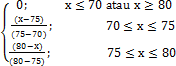 0; x ≤ 70 atau x ≥ 80
(x−75)/(75−70); 70 ≤ x ≤ 75
(80−x)/(80−75); 75 ≤ x ≤ 80